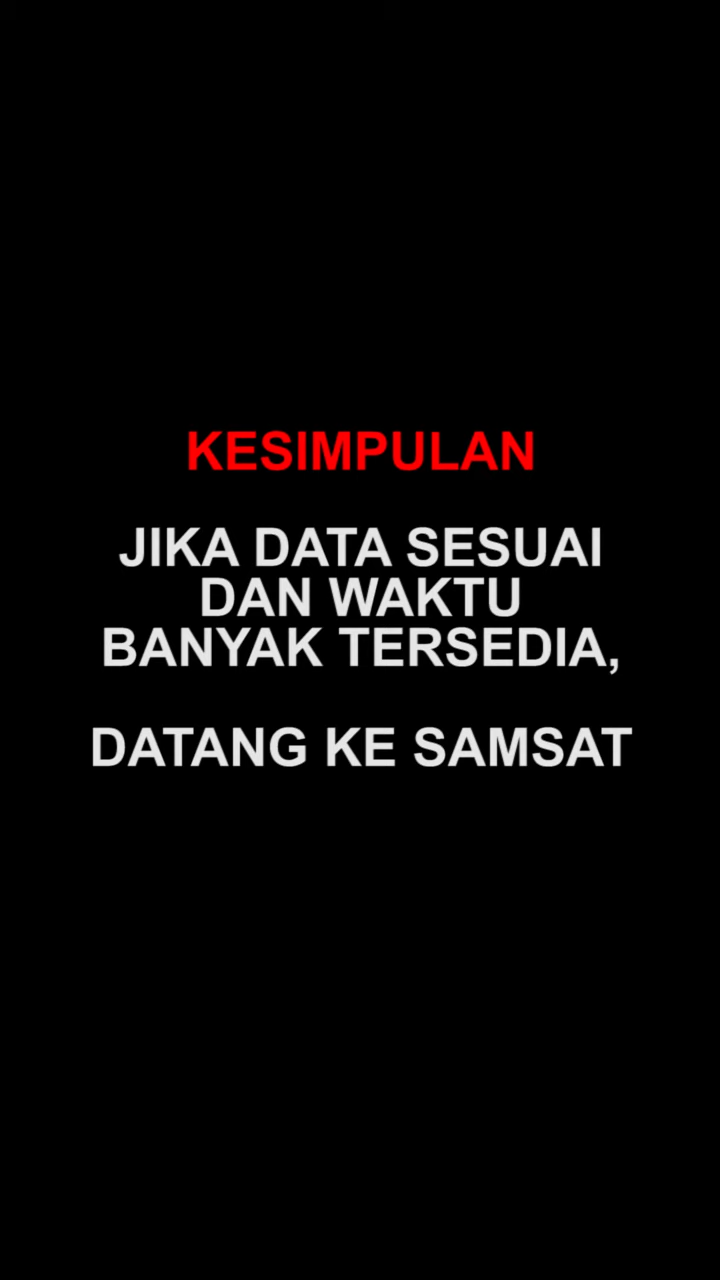 KESIMPULAN
JIKA DATA SESUAI
DAN WAKTU
BANYAK TERSEDIA,
DATANG KE SAMSAT